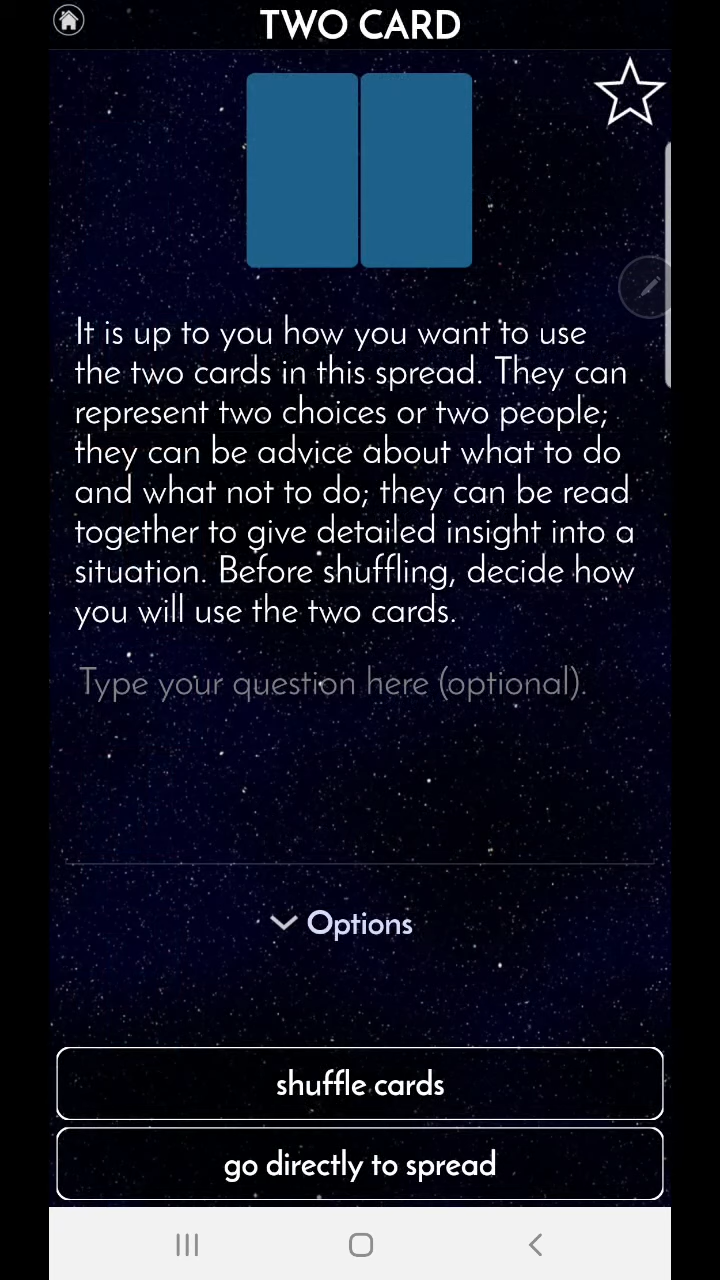 TWO CARD
It is up to you how you want to use
the two cards in this spread. They can
represent two choices or two people;
they can be advice about what to do
and what not to do; they can be read
together to give detailed insight into a
situation. Before shuffling, decide how
you will use the two cards.
Type your question here (optional).
Options
shuffle cards
go directly to spread